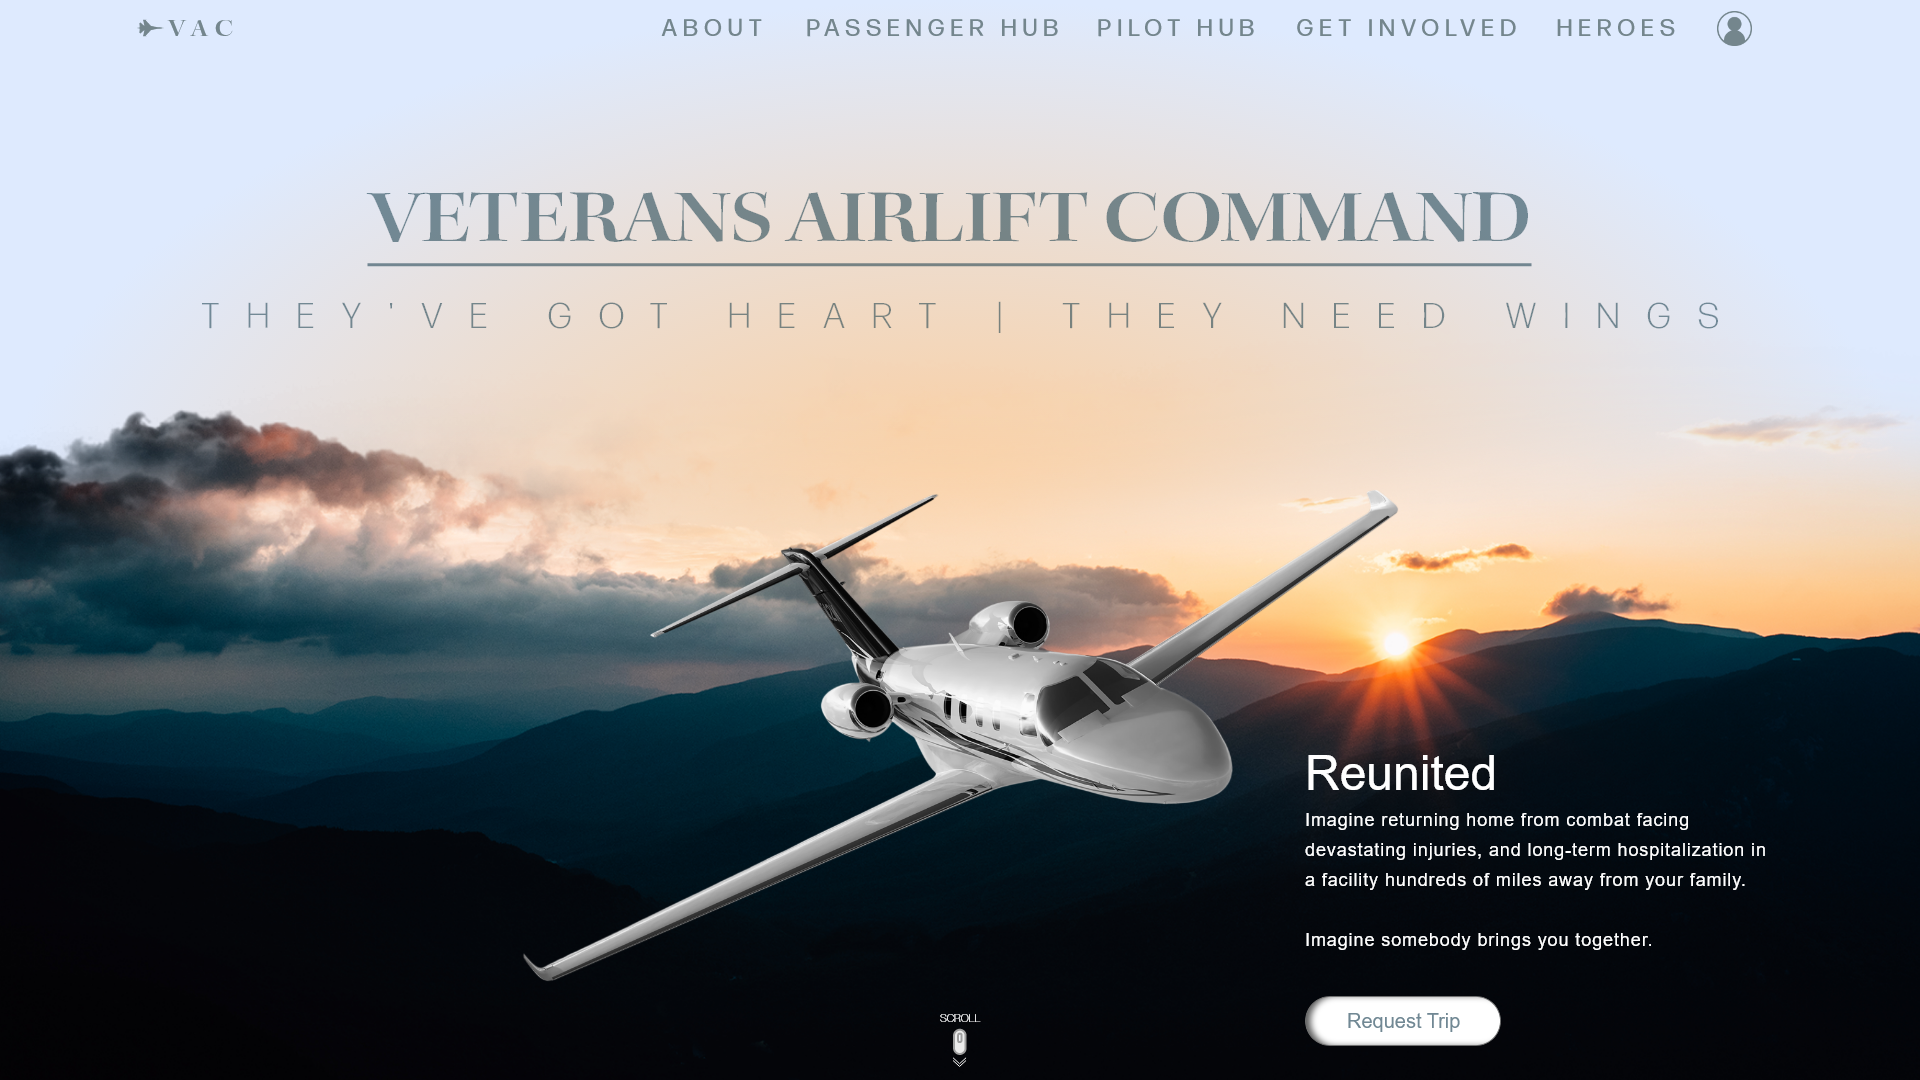 VAC
ABOUT PASSENGER HUB PILOT HUB GET INVOLVED HEROES
VETERANS AIRLIFT COMMAND
THEY'VE GOT HEART | THEY NEED WINGS
Reunited
Imagine returning home from combat facing
devastating injuries, and long-term hospitalization in
a facility hundreds of miles away from your family.
Imagine somebody brings you together.
SCROLL
Request Trip